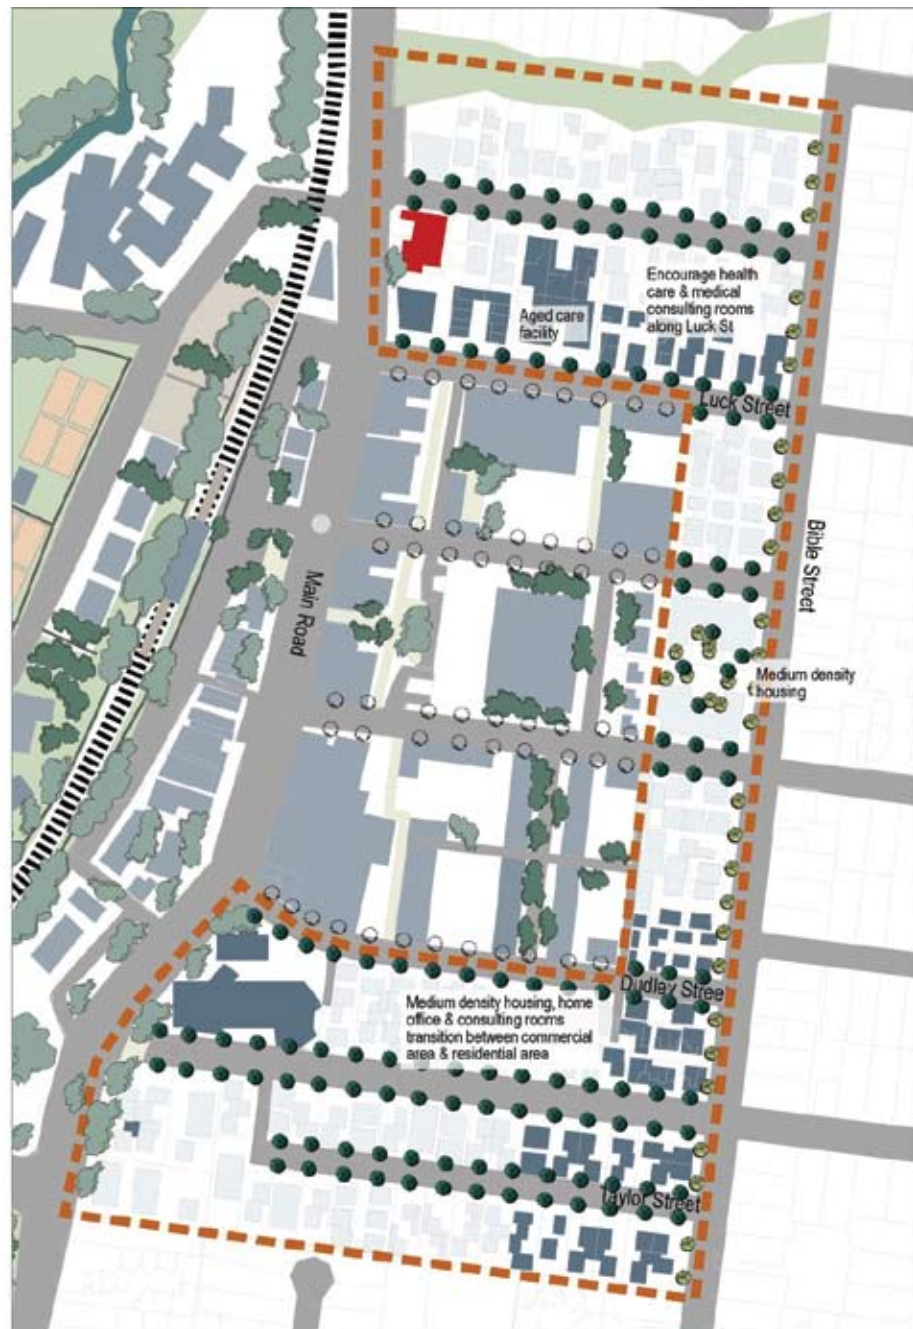 Encourage health
care & medical
consulting rooms
along Luck St
Aged care
facility
Luck Street
Bible Street
Main Road
Medium density
housing
Dudley Stree
Medium density housing, home
office & consulting rooms
transition between commercial
area & residential area
Taylor Street